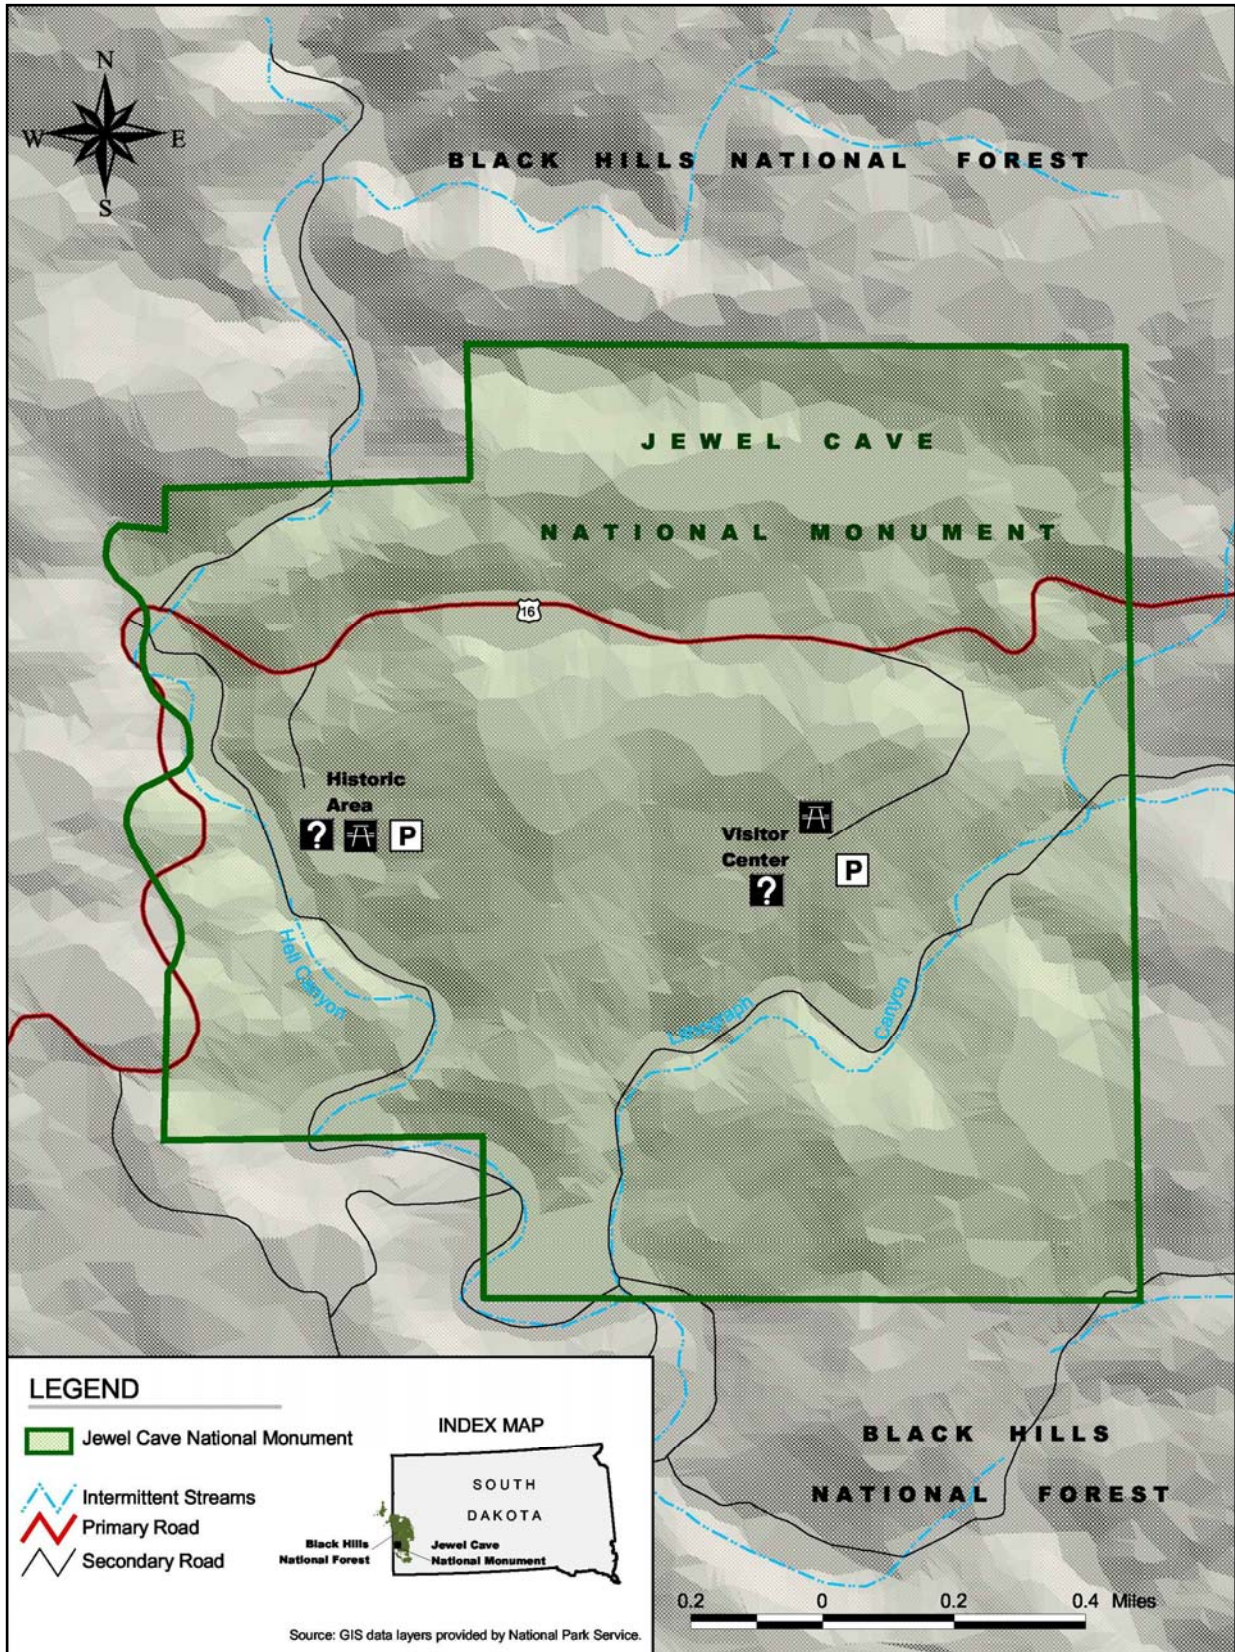 N
W E
S
BLACK HILLS NATIONAL FOREST
JEWEL CAVE
NATIONAL MONUMENT
16
Historic
Area
? P
Visitor
Center
? P
Hell Canyon
Lithograph
Canyon
LEGEND
Jewel Cave National Monument
Intermittent Streams
Primary Road
Secondary Road
INDEX MAP
SOUTH
DAKOTA
Black Hills
National Forest
Jewel Cave
National Monument
Source: GIS data layers provided by National Park Service.
BLACK HILLS
NATIONAL FOREST
0.2 0 0.2 0.4 Miles